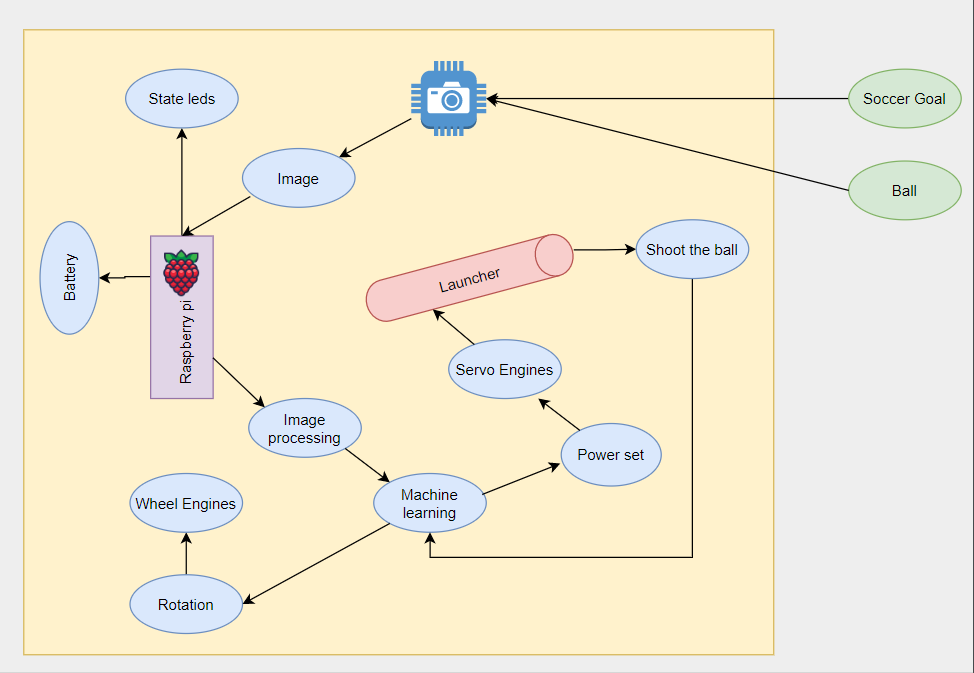 State leds
Soccer Goal
Image
Ball
Shoot the ball
Battery
Launcher
Raspberry pi
Servo Engines
Image
processing
Power set
Machine
learning
Wheel Engines
Rotation